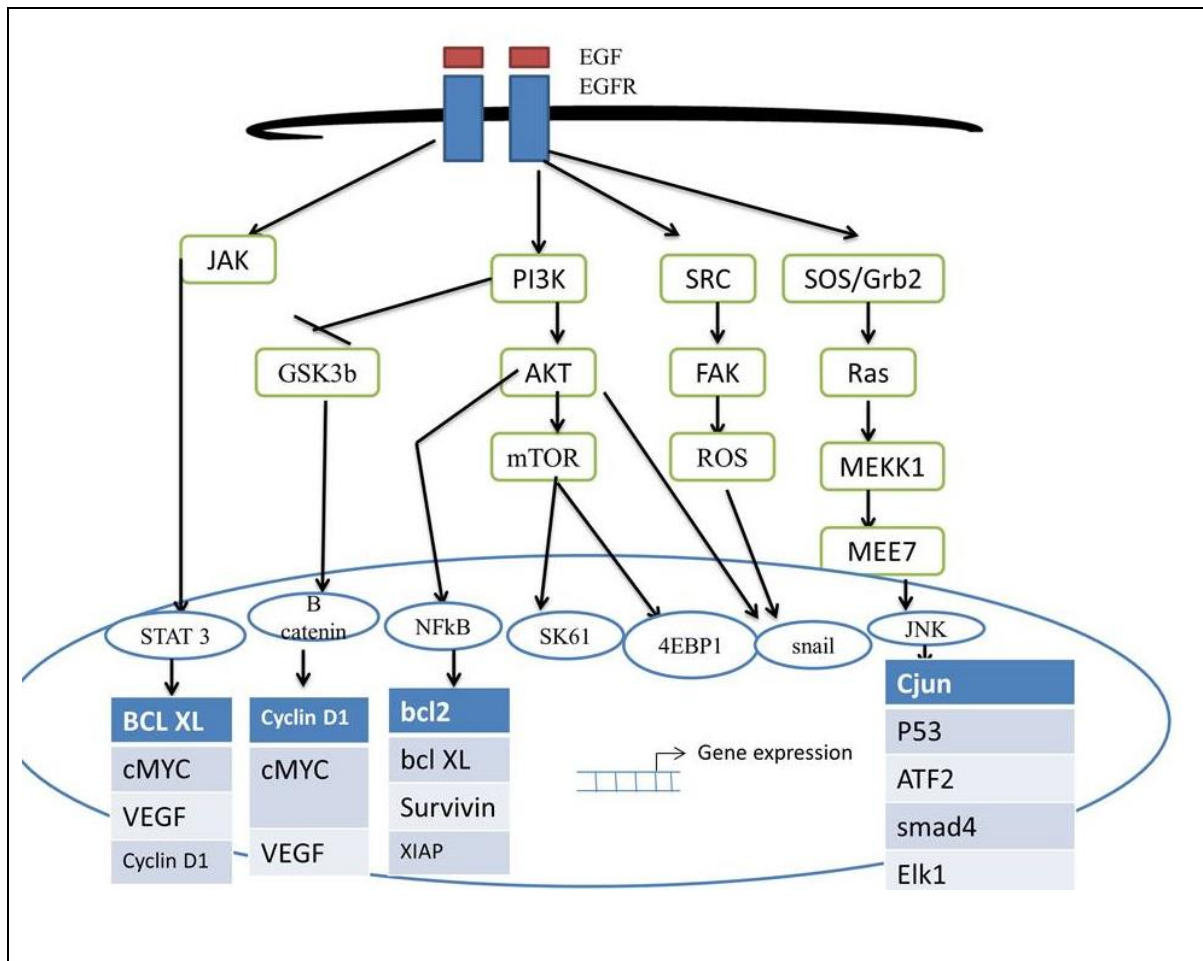 EGF
EGFR
JAK
PI3K
SRC
SOS/Grb2
GSK3b
AKT
FAK
Ras
mTOR
ROS
MEKK1
MEE7
STAT 3
B
catenin
NFkB
SK61
4EBP1
snail
JNK
BCL XL
cMYC
VEGF
Cyclin D1
Cyclin D1
cMYC
VEGF
bcl2
bcl XL
Survivin
XIAP
Gene expression
Cjun
P53
ATF2
smad4
Elk1